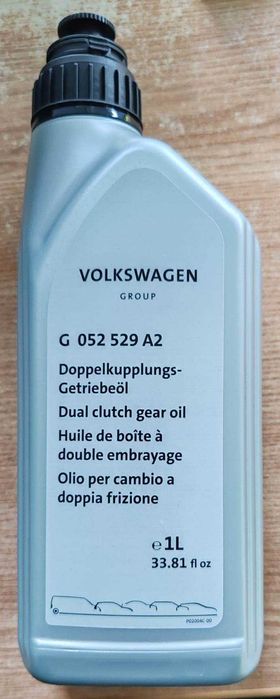 VOLKSWAGEN
GROUP
G 052 529 A2
Doppelkupplungs-
Getriebeöl
Dual clutch gear oil
Huile de boîte à
double embrayage
Olio per cambio a
doppia frizione
℮ 1L
33.81 fl oz